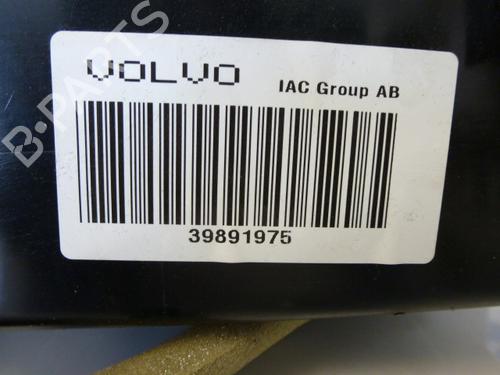 VOLVO
IAC Group AB
39891975
B-PARTS